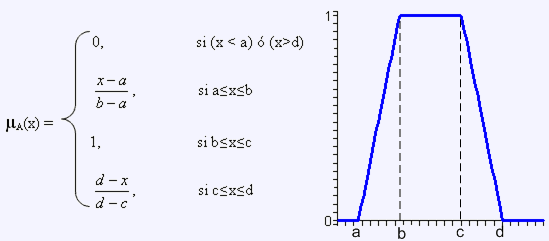 0, si (x < a) ó (x>d)
x−a
b−a , si a≤x≤b
μA(x) =
1, si b≤x≤c
d−x
d−c , si c≤x≤d
1
0
a b c d